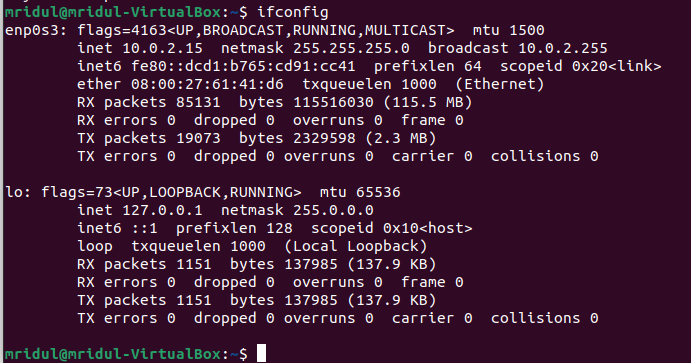 mridul@mridul-VirtualBox:~$ ifconfig
enp0s3: flags=4163<UP,BROADCAST,RUNNING,MULTICAST>  mtu 1500
        inet 10.0.2.15  netmask 255.255.255.0  broadcast 10.0.2.255
        inet6 fe80::dcd1:b765:cd91:cc41  prefixlen 64  scopeid 0x20<link>
        ether 08:00:27:61:41:d6  txqueuelen 1000  (Ethernet)
        RX packets 85131  bytes 115516030 (115.5 MB)
        RX errors 0  dropped 0  overruns 0  frame 0
        TX packets 19073  bytes 2329598 (2.3 MB)
        TX errors 0  dropped 0 overruns 0  carrier 0  collisions 0

lo: flags=73<UP,LOOPBACK,RUNNING>  mtu 65536
        inet 127.0.0.1  netmask 255.0.0.0
        inet6 ::1  prefixlen 128  scopeid 0x10<host>
        loop  txqueuelen 1000  (Local Loopback)
        RX packets 1151  bytes 137985 (137.9 KB)
        RX errors 0  dropped 0  overruns 0  frame 0
        TX packets 1151  bytes 137985 (137.9 KB)
        TX errors 0  dropped 0 overruns 0  carrier 0  collisions 0

mridul@mridul-VirtualBox:~$